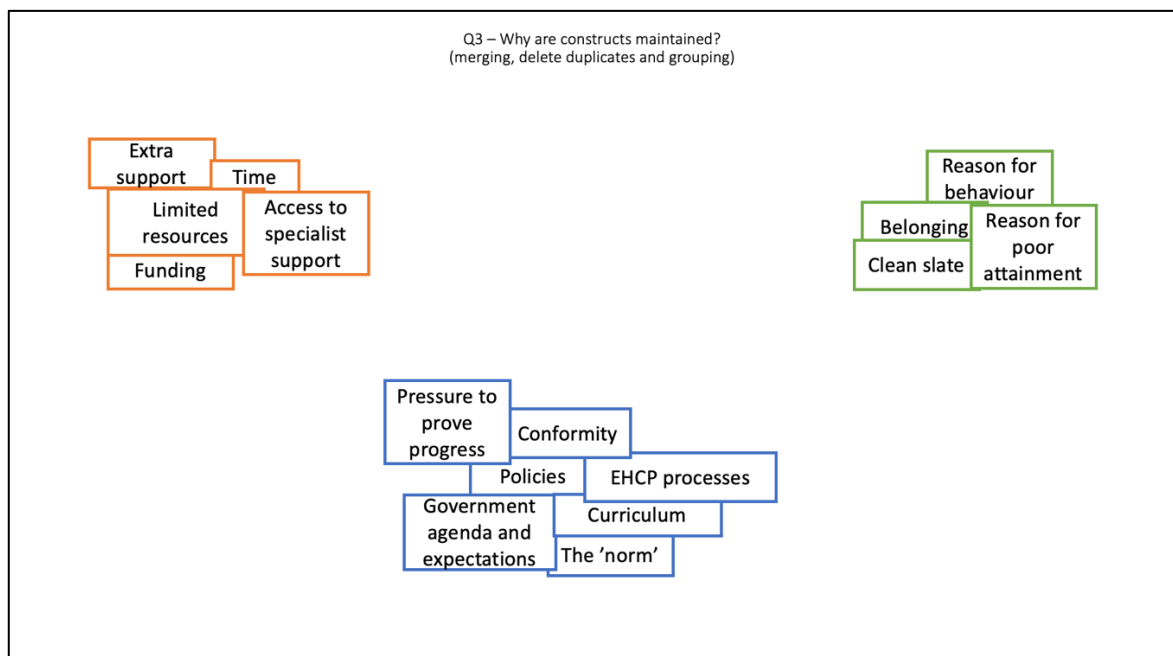 Q3 – Why are constructs maintained?
(merging, delete duplicates and grouping)
Extra
support
Time
Limited
resources
Access to
specialist
support
Funding
Reason for
behaviour
Belonging
Reason for
poor
attainment
Clean slate
Pressure to
prove
progress
Conformity
Policies
EHCP processes
Government
agenda and
expectations
Curriculum
The ’norm’